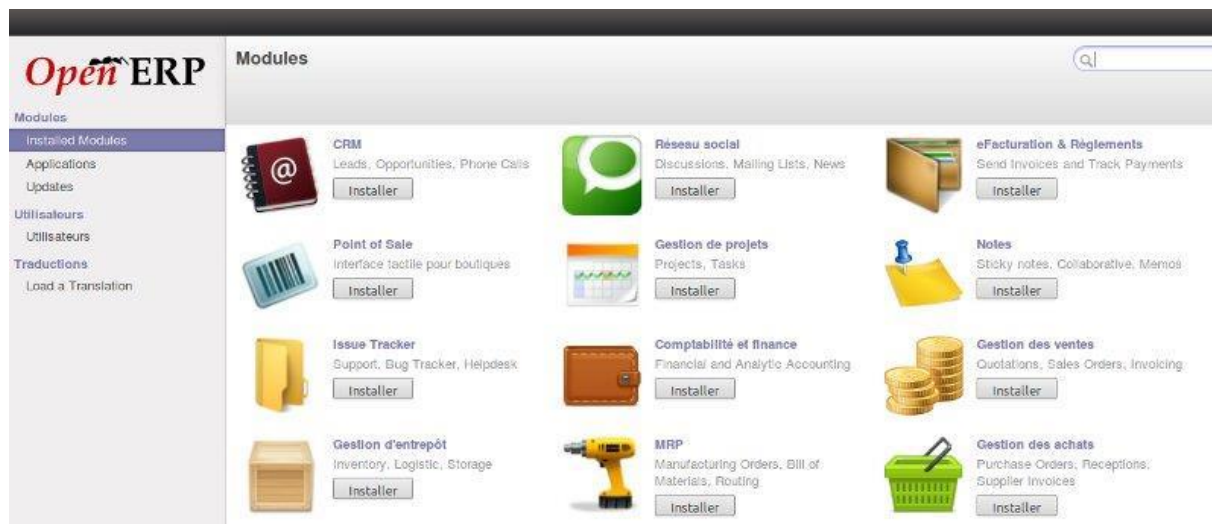 Open ERP
Modules
Modules
Installed Modules
Applications
Updates
Utilisateurs
Utilisateurs
Traductions
Load a Translation
CRM
Leads, Opportunities, Phone Calls
Installer
Réseau social
Discussions, Mailing Lists, News
Installer
eFacturation & Règlements
Send Invoices and Track Payments
Installer
Point of Sale
Interface tactile pour boutiques
Installer
Gestion de projets
Projects, Tasks
Installer
Notes
Sticky notes, Collaborative, Memos
Installer
Issue Tracker
Support, Bug Tracker, Helpdesk
Installer
Comptabilité et finance
Financial and Analytic Accounting
Installer
Gestion des ventes
Quotations, Sales Orders, Invoicing
Installer
Gestion d'entrepôt
Inventory, Logistic, Storage
Installer
MRP
Manufacturing Orders, Bill of
Materials, Routing
Installer
Gestion des achats
Purchase Orders, Receptions,
Supplier Invoices
Installer